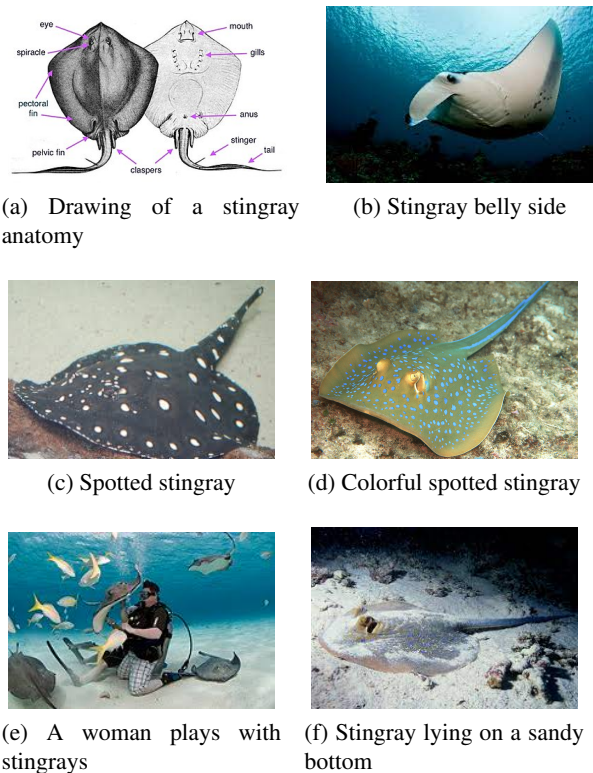 eye
mouth
spiracle
gills
pectoral
fin
anus
stinger
pelvic fin
claspers
tail
(a) Drawing of a stingray
anatomy
(b) Stingray belly side
(c) Spotted stingray
(d) Colorful spotted stingray
(e) A woman plays with
stingrays
(f) Stingray lying on a sandy
bottom